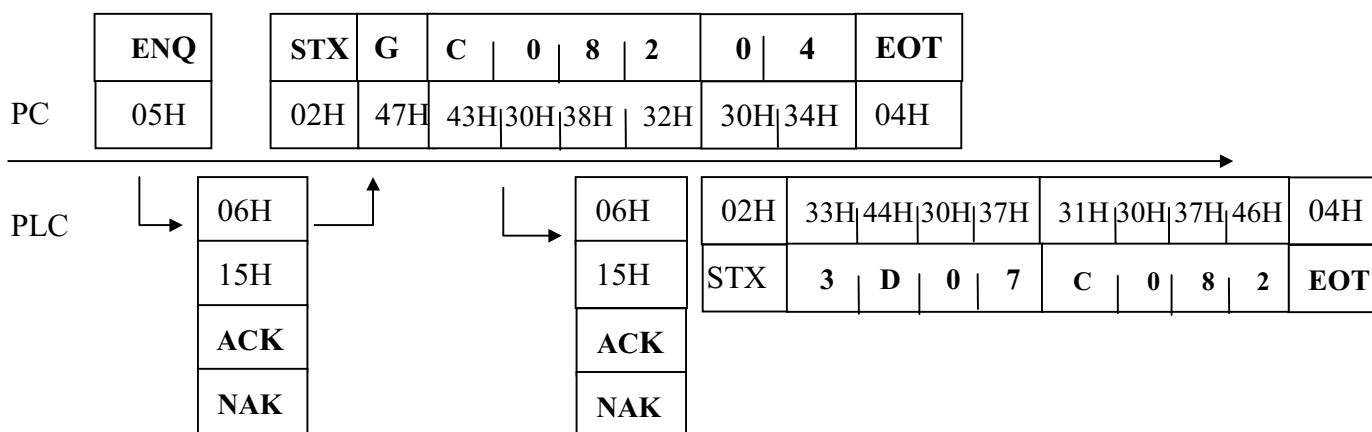 ENQ STX G C 0 8 2 0 4 EOT
PC 05H 02H 47H 43H 30H 38H 32H 30H 34H 04H
PLC 06H 06H 02H 33H 44H 30H 37H 31H 30H 37H 46H 04H
15H 15H STX 3 D 0 7 C 0 8 2 EOT
ACK ACK
NAK NAK